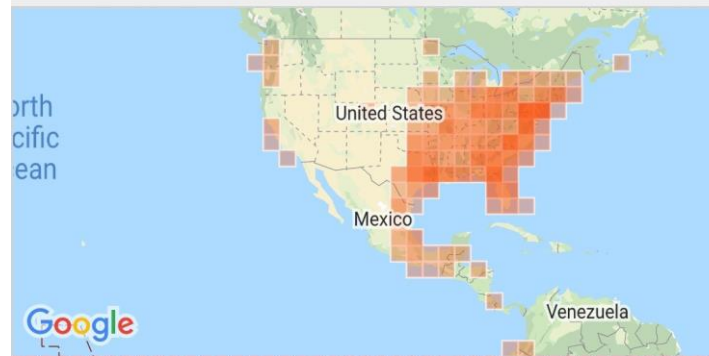 United States
orth
cific
ean
Mexico
Venezuela
Google